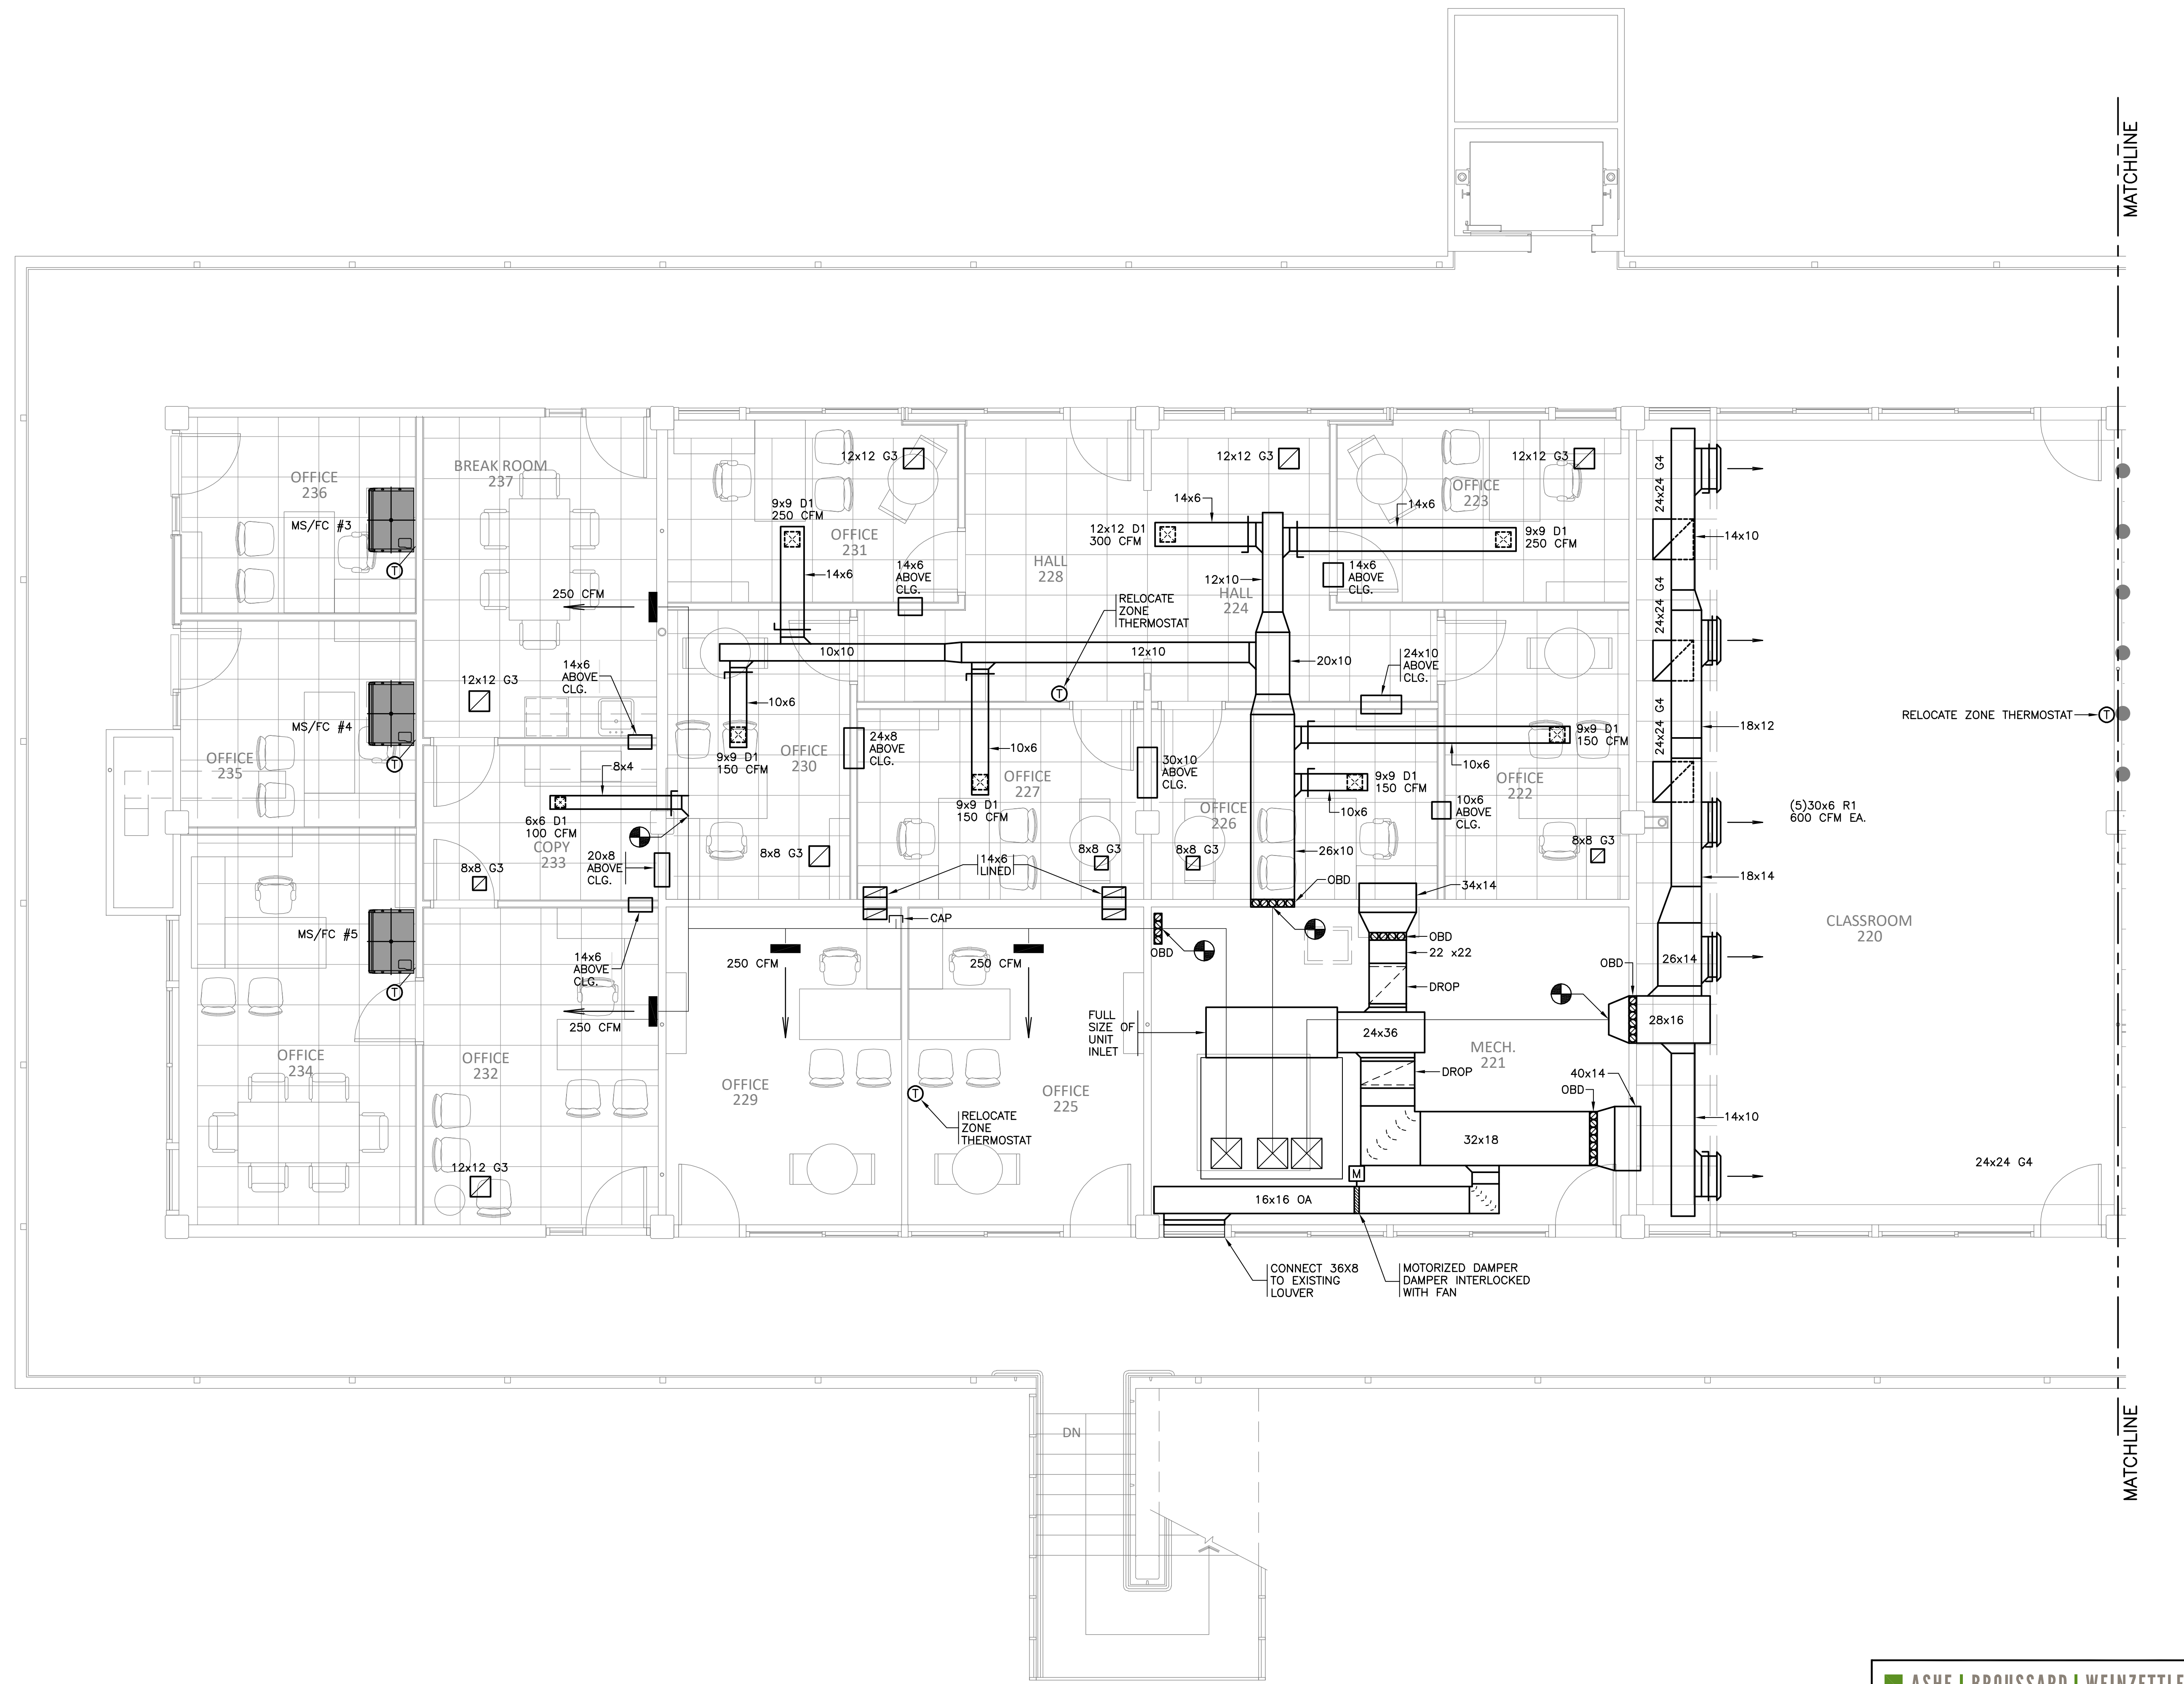 MATCHLINE
OFFICE
236
MS/FC #3
T
BREAK ROOM
237
250 CFM
12x12 G3
14x6
ABOVE
CLG.
9x9 D1
250 CFM
12x12 G3
OFFICE
231
14x6
14x6
ABOVE
CLG.
HALL
228
RELOCATE
ZONE
THERMOSTAT
T
12x12 G3
14x6
12x12 D1
300 CFM
12x10
HALL
224
14x6
ABOVE
CLG.
12x12 G3
OFFICE
223
14x6
9x9 D1
250 CFM
24x24 G4
14x10
24x24 G4
24x24 G4
18x12
RELOCATE ZONE THERMOSTAT
T
10x10
12x10
20x10
24x10
ABOVE
CLG.
MS/FC #4
T
OFFICE
235
8x4
6x6 D1
100 CFM
COPY
233
8x8 G3
20x8
ABOVE
CLG.
10x6
9x9 D1
150 CFM
OFFICE
230
24x8
ABOVE
CLG.
8x8 G3
10x6
OFFICE
227
9x9 D1
150 CFM
8x8 G3
30x10
ABOVE
CLG.
OFFICE
226
8x8 G3
9x9 D1
150 CFM
10x6
9x9 D1
150 CFM
10x6
10x6
ABOVE
CLG.
OFFICE
222
8x8 G3
26x10
OBD
34x14
(5)30x6 R1
600 CFM EA.
18x14
CLASSROOM
220
14x6
LINED
CAP
MS/FC #5
T
14x6
ABOVE
CLG.
250 CFM
250 CFM
250 CFM
OBD
OBD
22 x22
DROP
OBD
26x14
28x16
FULL
SIZE OF
UNIT
INLET
24x36
MECH.
221
DROP
40x14
OBD
32x18
14x10
OFFICE
234
OFFICE
232
12x12 G3
OFFICE
229
T
RELOCATE
ZONE
THERMOSTAT
OFFICE
225
M
16x16 OA
24x24 G4
CONNECT 36X8
TO EXISTING
LOUVER
MOTORIZED DAMPER
DAMPER INTERLOCKED
WITH FAN
DN
MATCHLINE
ASHE | BROUSSARD | WEINZETTLE